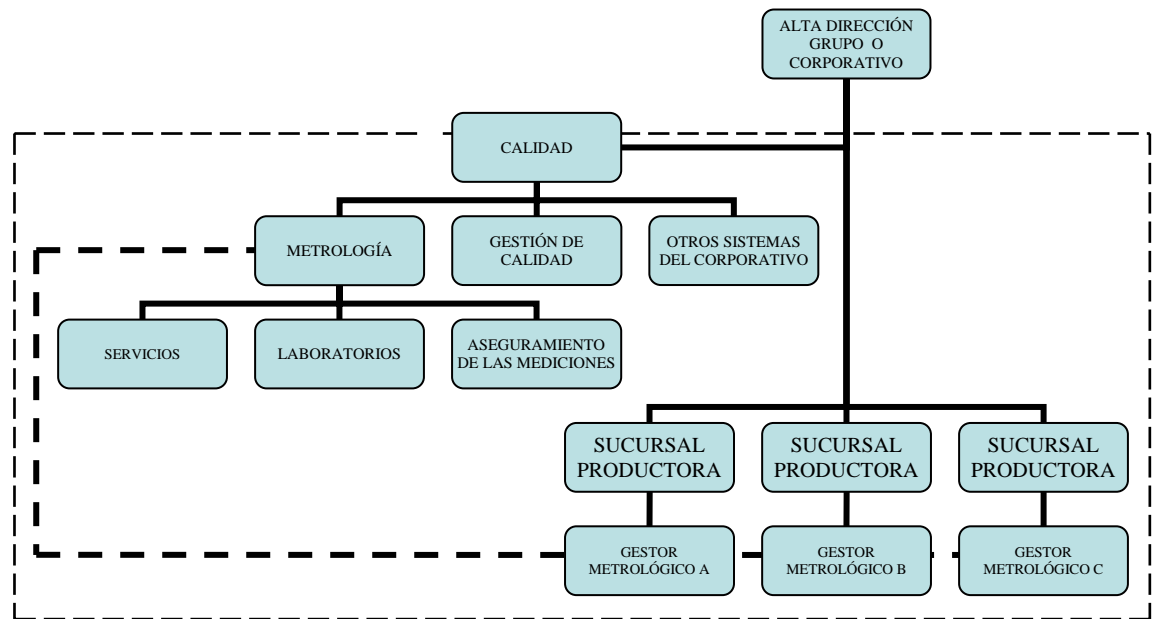 ALTA DIRECCIÓN
GRUPO O
CORPORATIVO
CALIDAD
METROLOGÍA
GESTIÓN DE
CALIDAD
OTROS SISTEMAS
DEL CORPORATIVO
SERVICIOS
LABORATORIOS
ASEGURAMIENTO
DE LAS MEDICIONES
SUCURSAL
PRODUCTORA
SUCURSAL
PRODUCTORA
SUCURSAL
PRODUCTORA
GESTOR
METROLÓGICO A
GESTOR
METROLÓGICO B
GESTOR
METROLÓGICO C